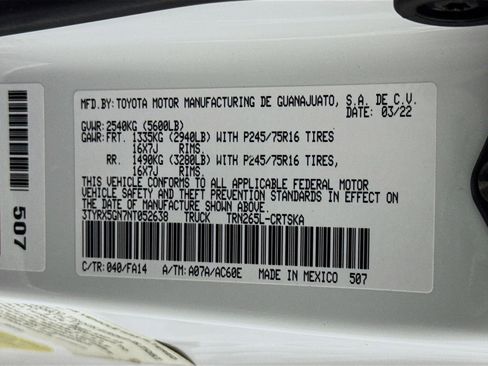 MFD.BY: TOYOTA MOTOR MANUFACTURING DE GUANAJUATO, S.A. DE C.V.
DATE: 03/22
GVWR: 2540KG (5600LB)
GAWR: FRT. 1335KG (2940LB) WITH P245/75R16 TIRES
16X7J RIMS.
RR. 1490KG (3280LB) WITH P245/75R16 TIRES,
16X7J RIMS.
THIS VEHICLE CONFORMS TO ALL APPLICABLE FEDERAL MOTOR
VEHICLE SAFETY AND THEFT PREVENTION STANDARDS IN EFFECT ON
THE DATE OF MANUFACTURE SHOWN ABOVE.
3TYRX5GN7NT052638 TRUCK TRN265L-CRTSKA
C/TR: 040/FA14 A/TM: A07A/AC60E MADE IN MEXICO 507
507